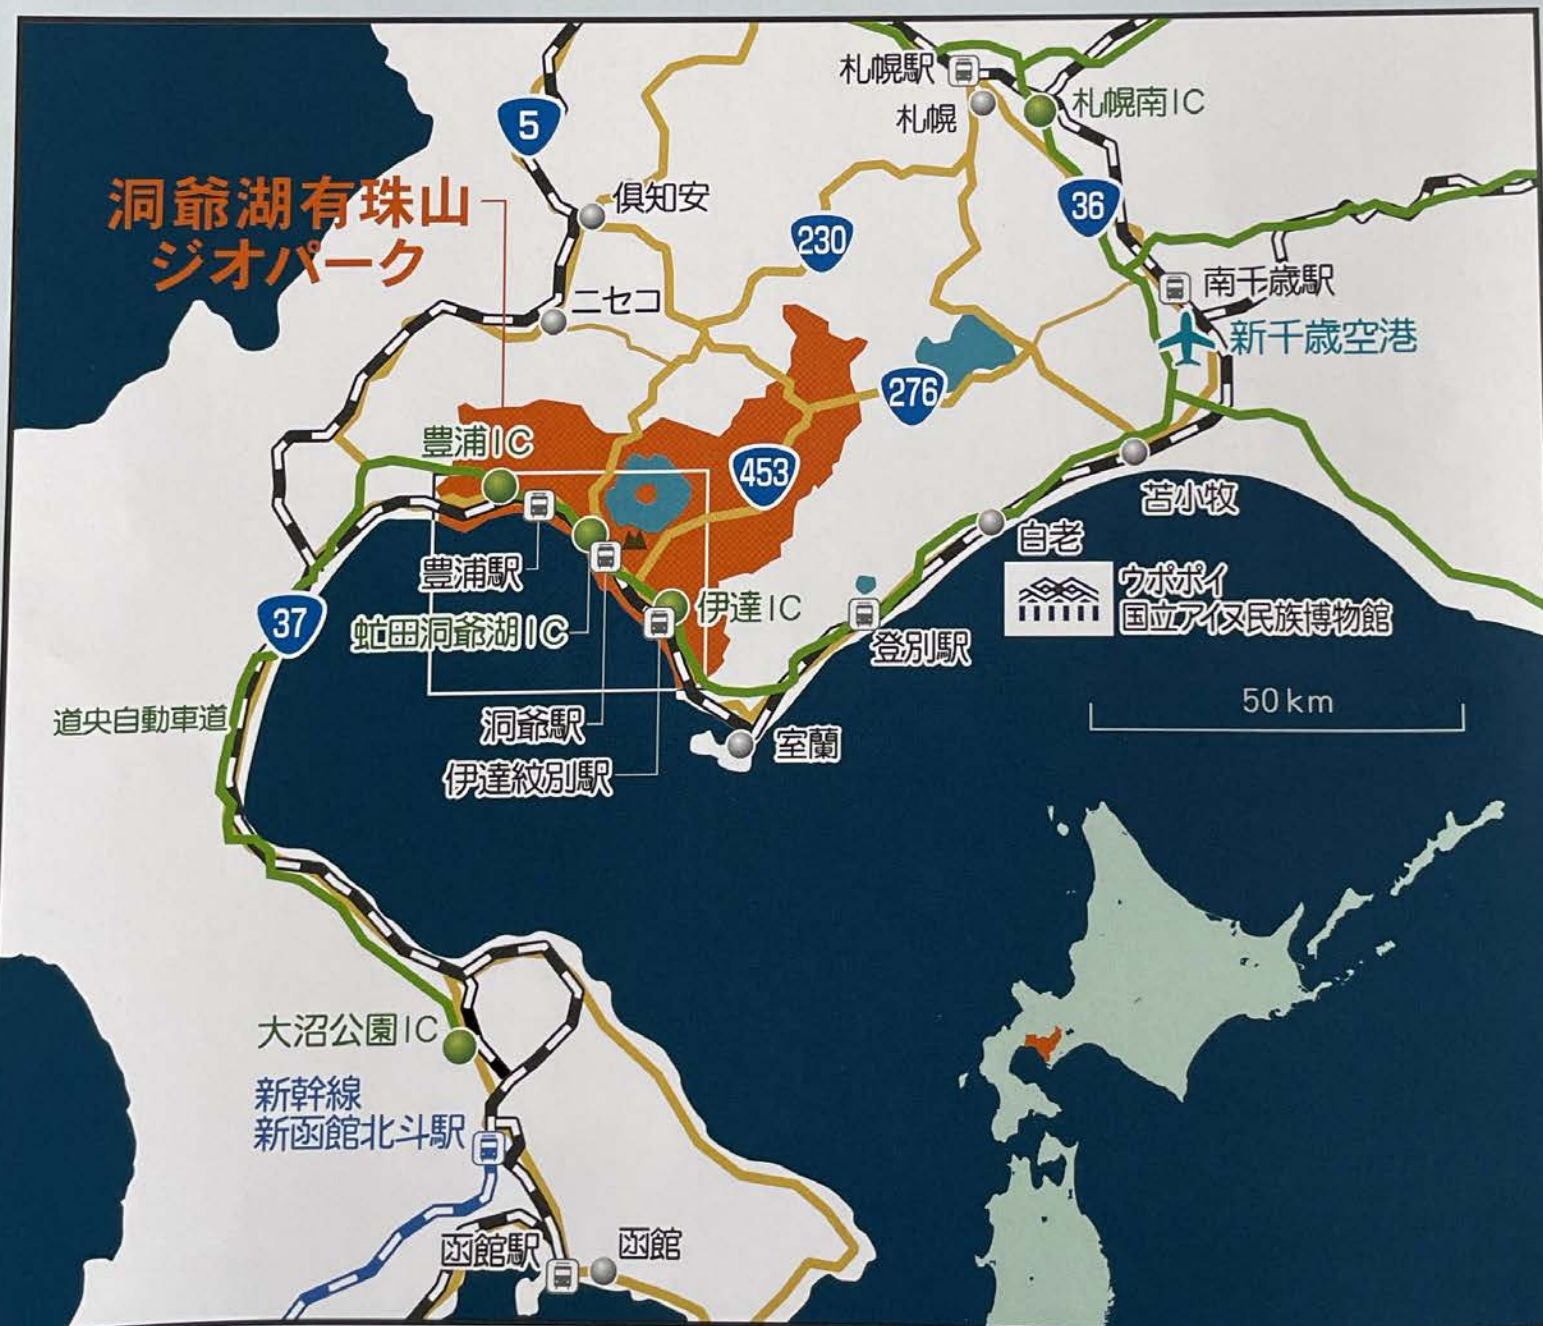 札幌駅
札幌
札幌南IC
5
36
洞爺湖有珠山
ジオパーク
倶知安
230
南千歳駅
ニセコ
新千歳空港
276
豊浦IC
453
苫小牧
白老
豊浦駅
ウポポイ
国立アイヌ民族博物館
37
虻田洞爺湖IC
伊達IC
登別駅
道央自動車道
洞爺駅
室蘭
50km
伊達紋別駅
大沼公園IC
新幹線
新函館北斗駅
函館駅
函館